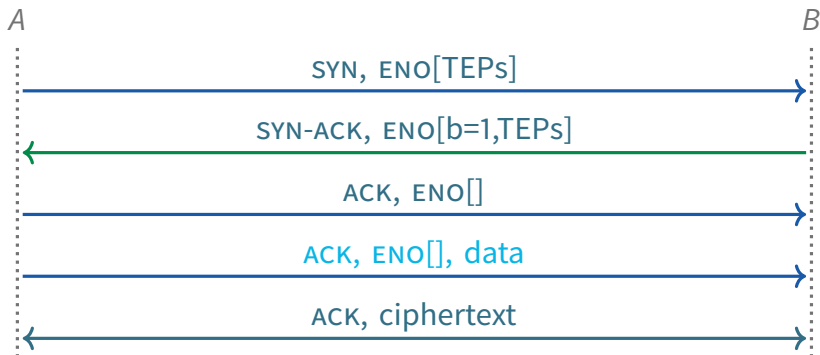 A B
SYN, ENO[TEPs]
SYN-ACK, ENO[b=1,TEPs]
ACK, ENO[]
ACK, ENO[], data
ACK, ciphertext